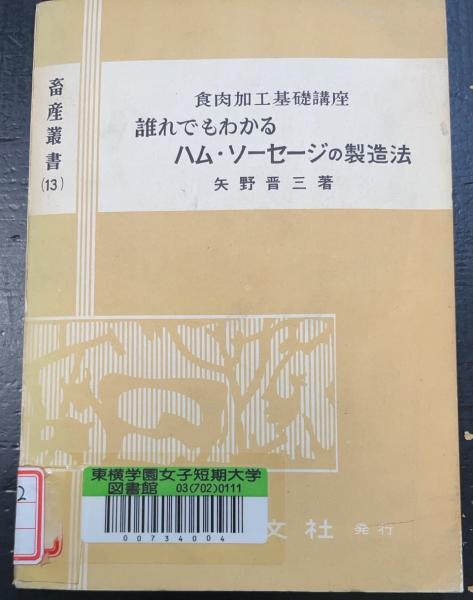 畜産叢書
(13)
食肉加工基礎講座
誰れでもわかる
ハム・ソーセージの製造法
矢野晋三著
東横学園女子短期大学
図書館 03(702)0111
00734004
2
文社 発行